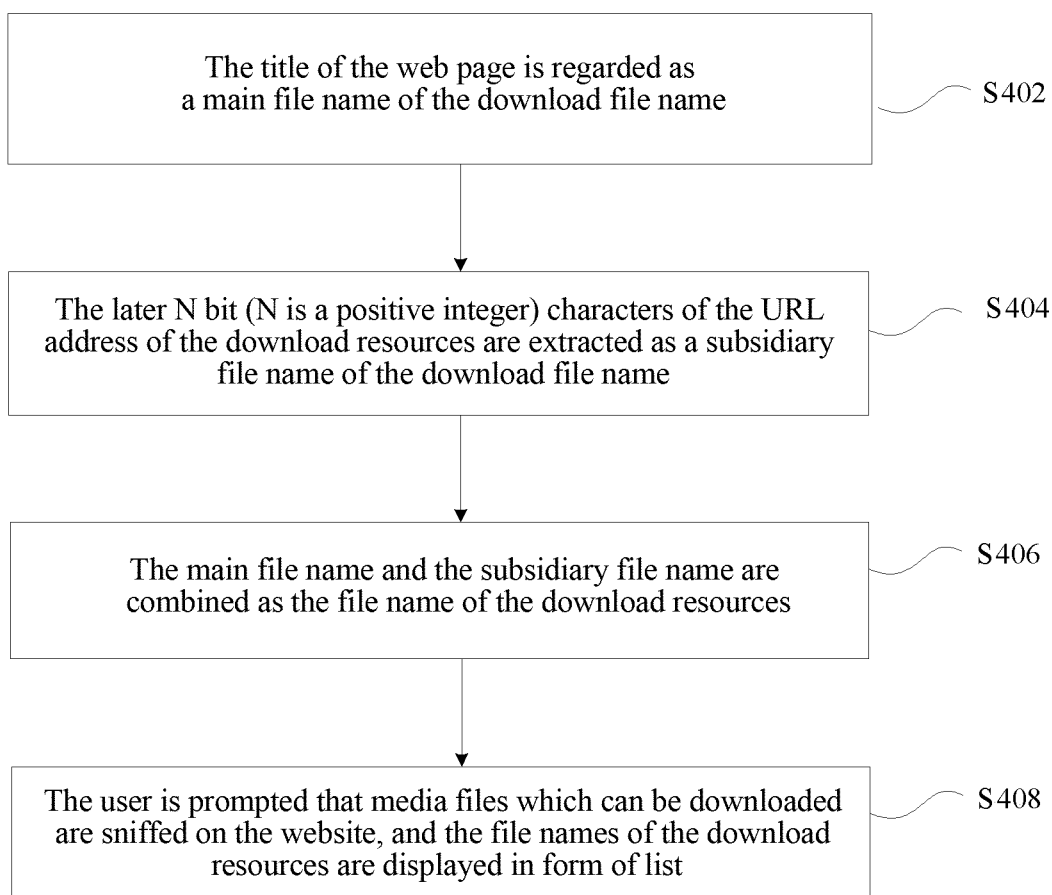 The title of the web page is regarded as
a main file name of the download file name
S402
The later N bit (N is a positive integer) characters of the URL
address of the download resources are extracted as a subsidiary
file name of the download file name
S404
The main file name and the subsidiary file name are
combined as the file name of the download resources
S406
The user is prompted that media files which can be downloaded
are sniffed on the website, and the file names of the download
resources are displayed in form of list
S408